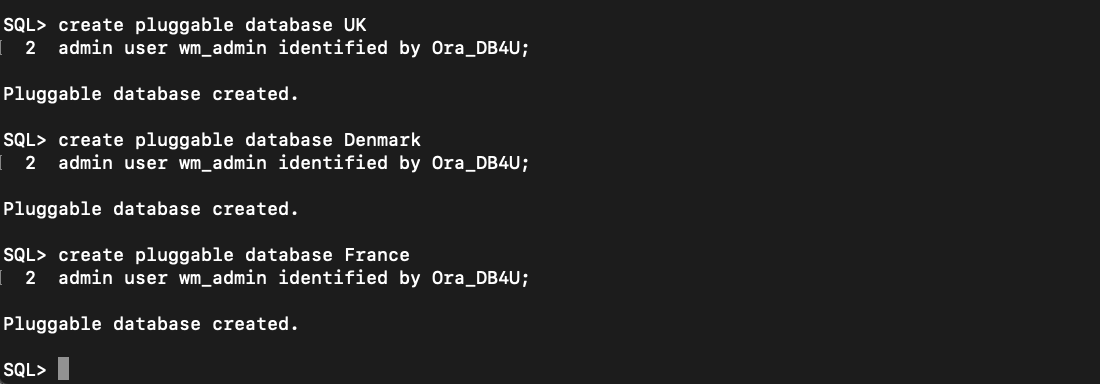 SQL> create pluggable database UK
2 admin user wm_admin identified by Ora_DB4U;
Pluggable database created.
SQL> create pluggable database Denmark
2 admin user wm_admin identified by Ora_DB4U;
Pluggable database created.
SQL> create pluggable database France
2 admin user wm_admin identified by Ora_DB4U;
Pluggable database created.
SQL>